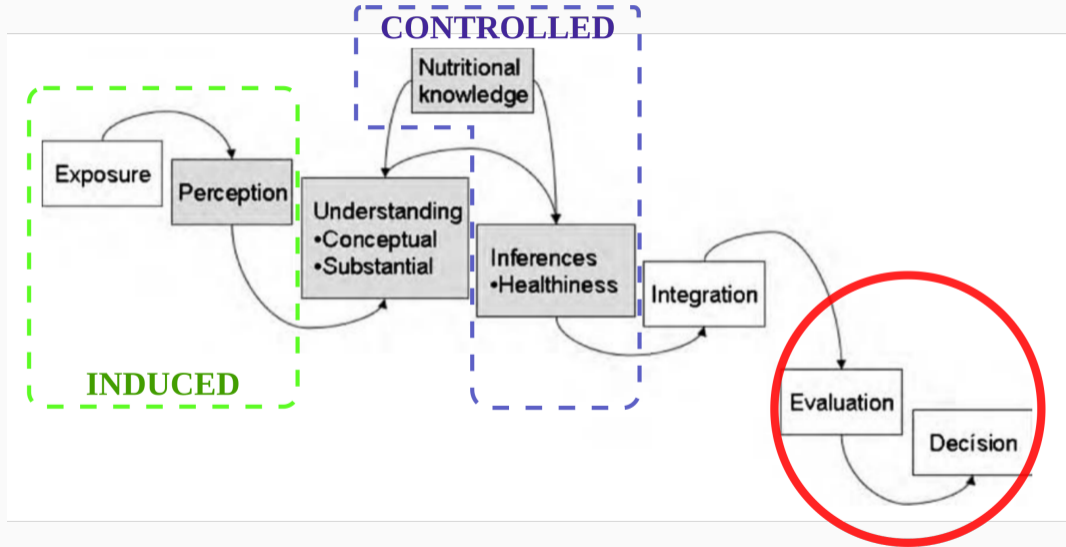 CONTROLLED
Nutritional
knowledge
Exposure
Perception
Understanding
•Conceptual
•Substantial
Inferences
•Healthiness
Integration
INDUCED
Evaluation
Decision